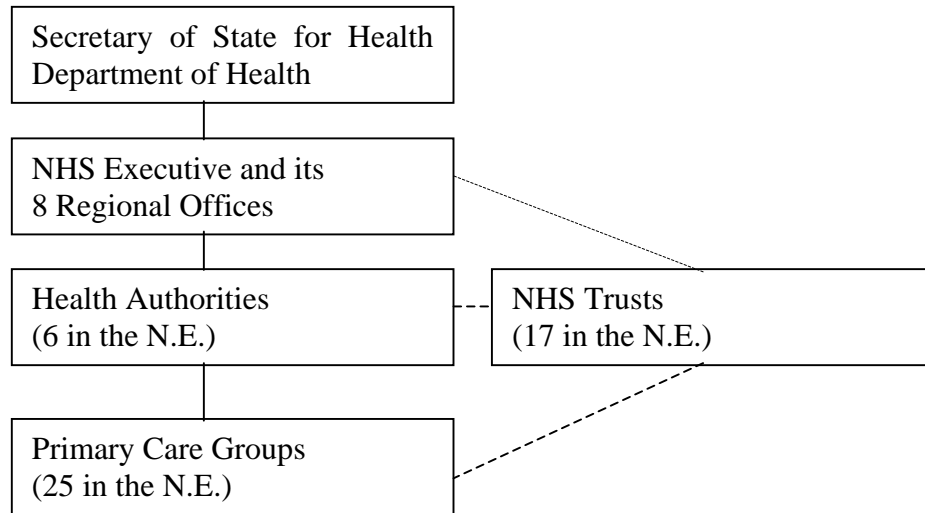 Secretary of State for Health
Department of Health
NHS Executive and its
8 Regional Offices
Health Authorities
(6 in the N.E.)
NHS Trusts
(17 in the N.E.)
Primary Care Groups
(25 in the N.E.)